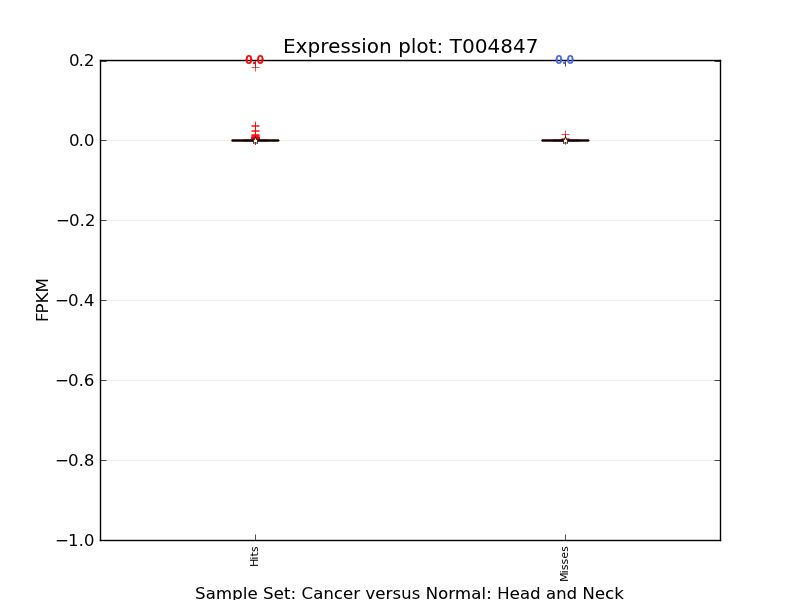 Expression plot: T004847
0.0 0.0
0.2
0.0
−0.2
−0.4
−0.6
−0.8
−1.0
FPKM
Hits Misses
Sample Set: Cancer versus Normal: Head and Neck